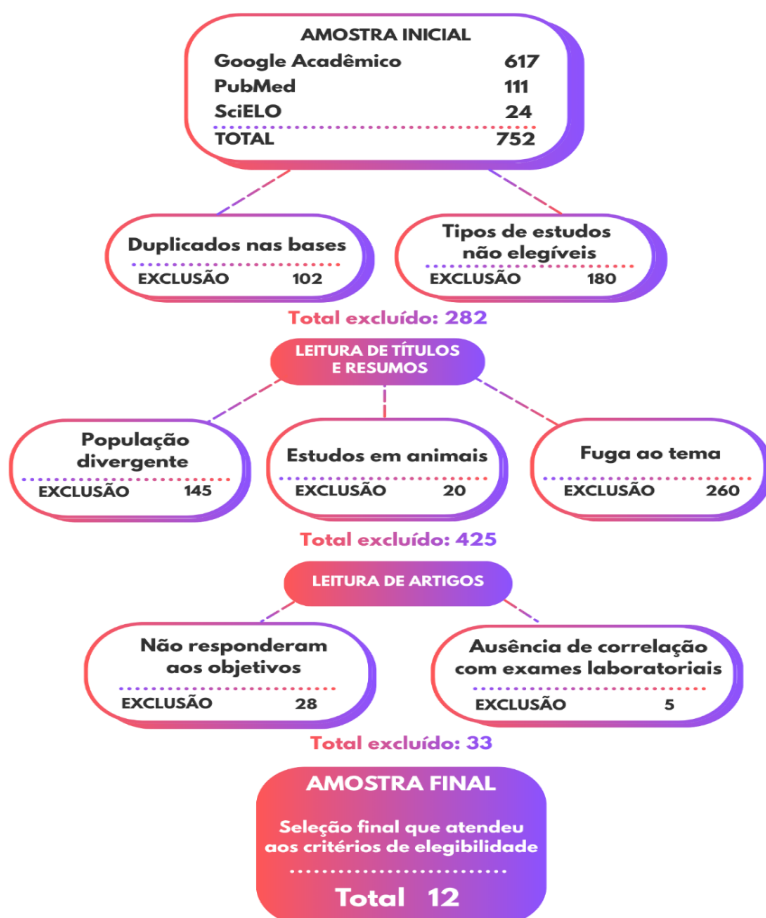 AMOSTRA INICIAL
Google Acadêmico 617
PubMed 111
SciELO 24
TOTAL 752
Duplicados nas bases
EXCLUSÃO 102
Tipos de estudos
não elegíveis
EXCLUSÃO 180
Total excluído: 282
LEITURA DE TÍTULOS
E RESUMOS
População
divergente
EXCLUSÃO 145
Estudos em animais
EXCLUSÃO 20
Fuga ao tema
EXCLUSÃO 260
Total excluído: 425
LEITURA DE ARTIGOS
Não responderam
aos objetivos
EXCLUSÃO 28
Ausência de correlação
com exames laboratoriais
EXCLUSÃO 5
Total excluído: 33
AMOSTRA FINAL
Seleção final que atendeu
aos critérios de elegibilidade
Total 12